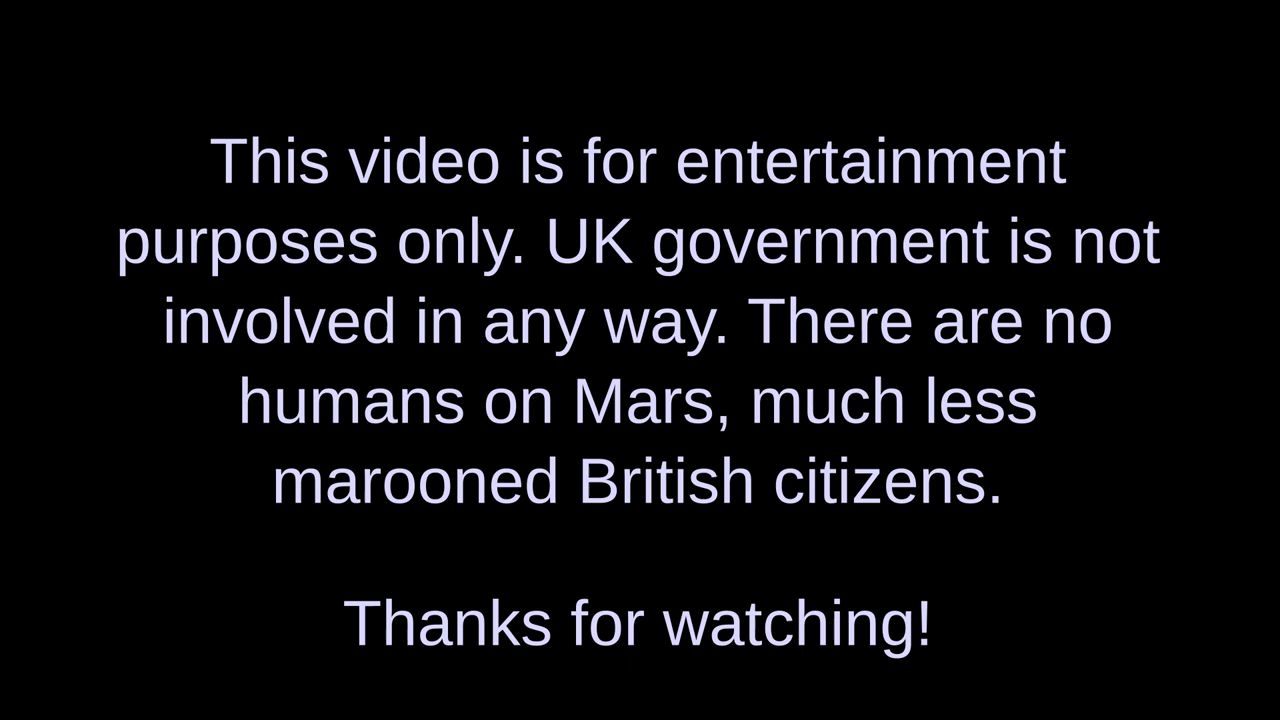 This video is for entertainment
purposes only. UK government is not
involved in any way. There are no
humans on Mars, much less
marooned British citizens.
Thanks for watching!